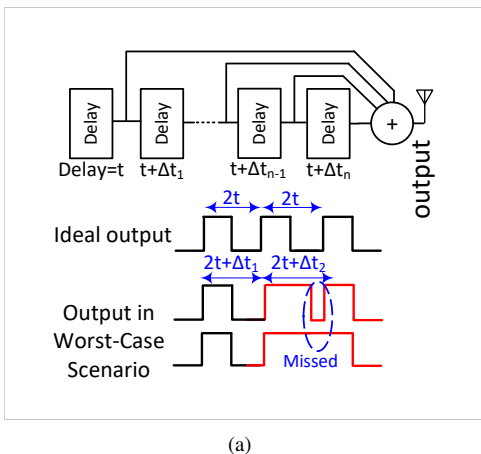 Delay
Delay
Delay
Delay
+
output
Delay=t
t+Δt₁
t+Δtₙ₋₁
t+Δtₙ
2t
2t
Ideal output
2t+Δt₁
2t+Δt₂
Output in
Worst-Case
Scenario
Missed
(a)